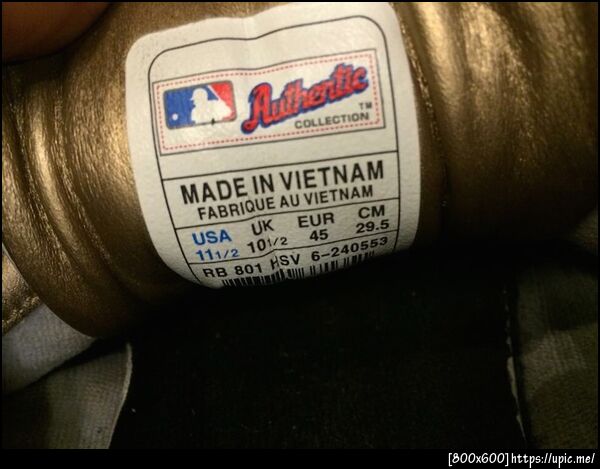 Authentic
TM
COLLECTION
MADE IN VIETNAM
FABRIQUE AU VIETNAM
USA UK EUR CM
11 1/2 10 1/2 45 29.5
RB 801 HSV 6-240553
[800x600]https://upic.me/